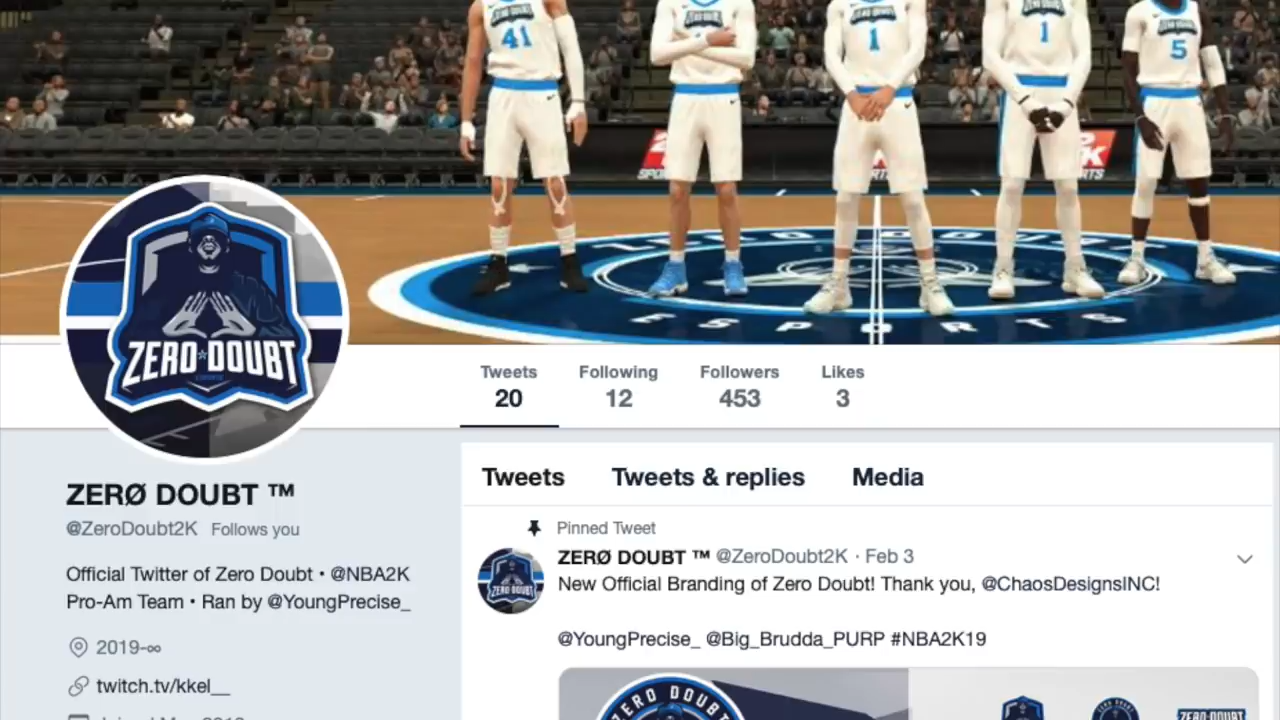 41
1
1
5
ZERO DOUBT
ESPORTS
ZERO DOUBT
Tweets
Following
Followers
Likes
20
12
453
3
Tweets
Tweets & replies
Media
ZERØ DOUBT ™
@ZeroDoubt2K Follows you
Official Twitter of Zero Doubt • @NBA2K
Pro-Am Team • Ran by @YoungPrecise_
2019-∞
twitch.tv/kkel__
Pinned Tweet
ZERØ DOUBT ™ @ZeroDoubt2K · Feb 3
New Official Branding of Zero Doubt! Thank you, @ChaosDesignsINC!
@YoungPrecise_ @Big_Brudda_PURP #NBA2K19
ZERO DOUBT
ZERO DOUBT